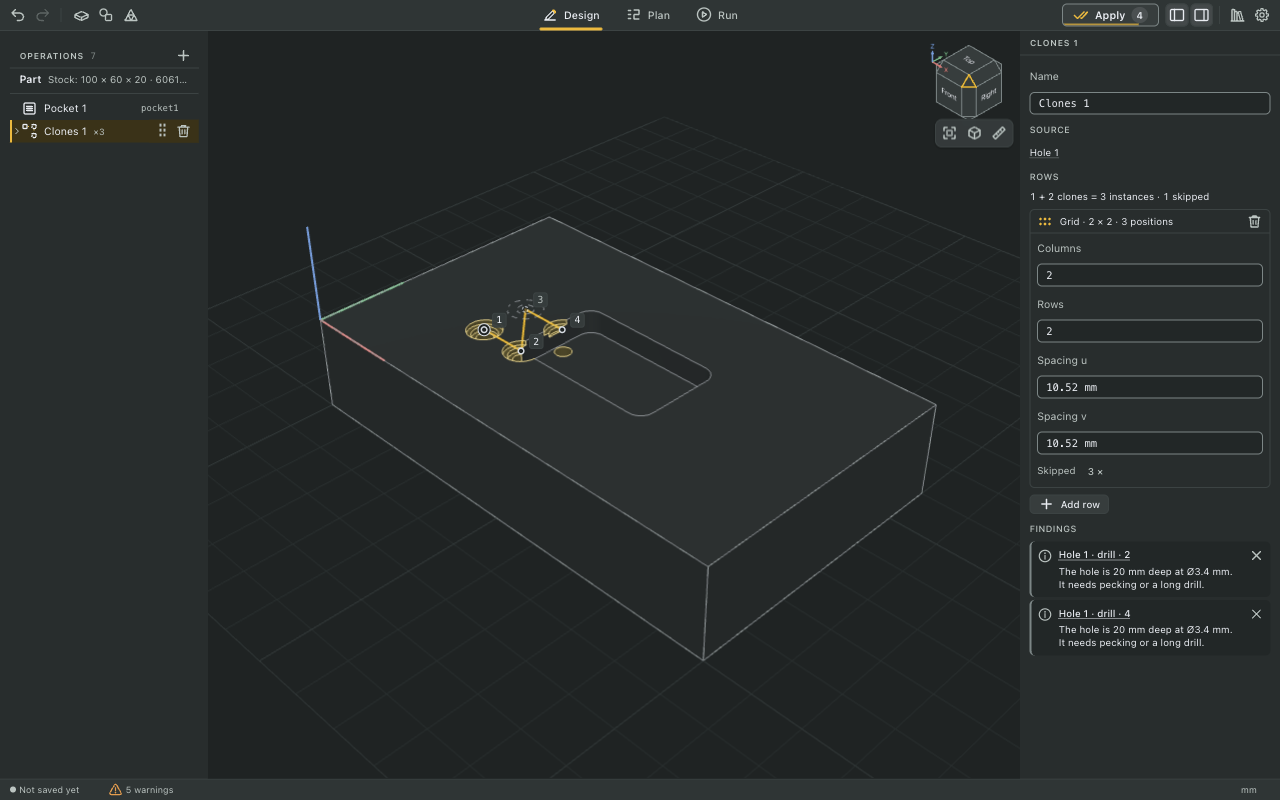 Design
Plan
Run
Apply 4
OPERATIONS 7
Part Stock: 100 × 60 × 20 · 6061...
Pocket 1 pocket1
Clones 1 ×3
Z
Y
X
Top
Front
Right
1
2
3
4
CLONES 1
Name
Clones 1
SOURCE
Hole 1
ROWS
1 + 2 clones = 3 instances · 1 skipped
Grid · 2 × 2 · 3 positions
Columns
2
Rows
2
Spacing u
10.52 mm
Spacing v
10.52 mm
Skipped 3 ×
Add row
FINDINGS
Hole 1 · drill · 2
The hole is 20 mm deep at Ø3.4 mm.
It needs pecking or a long drill.
Hole 1 · drill · 4
The hole is 20 mm deep at Ø3.4 mm.
It needs pecking or a long drill.
Not saved yet
5 warnings
mm